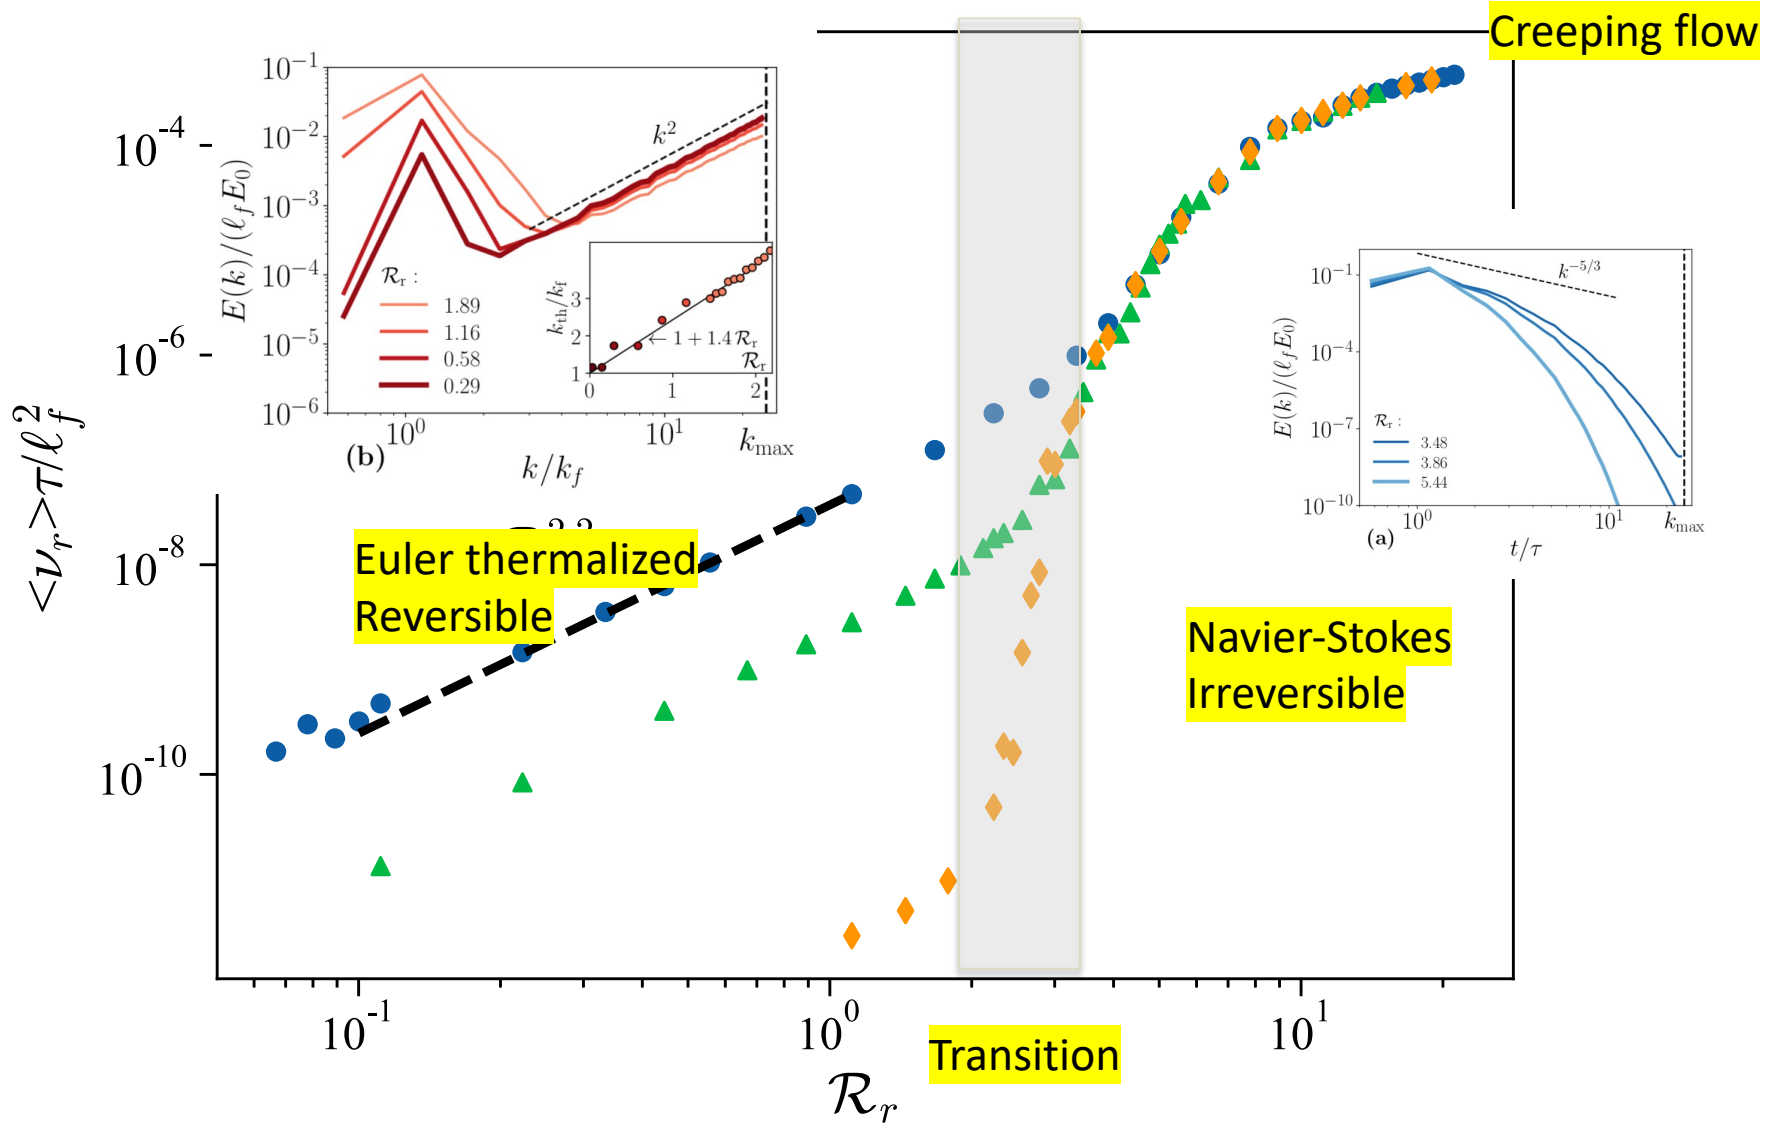 Creeping flow
10^-1
10^-2
10^-3
10^-4
10^-5
10^-6
E(k)/(ℓ_f E_0)
k^2
ℛ_r :
1.89
1.16
0.58
0.29
k_th/k_f
3
2
1
← 1 + 1.4 ℛ_r
ℛ_r
0
1
2
10^0
10^1
k_max
(b)
k/k_f
10^-1
10^-4
10^-7
10^-10
E(k)/(ℓ_f E_0)
k^-5/3
ℛ_r :
3.48
3.86
5.44
10^0
10^1
k_max
(a)
t/τ
10^-4
10^-6
10^-8
10^-10
<ν_r>τ/ℓ_f^2
Euler thermalized
Reversible
Navier-Stokes
Irreversible
10^-1
10^0
10^1
Transition
ℛ_r